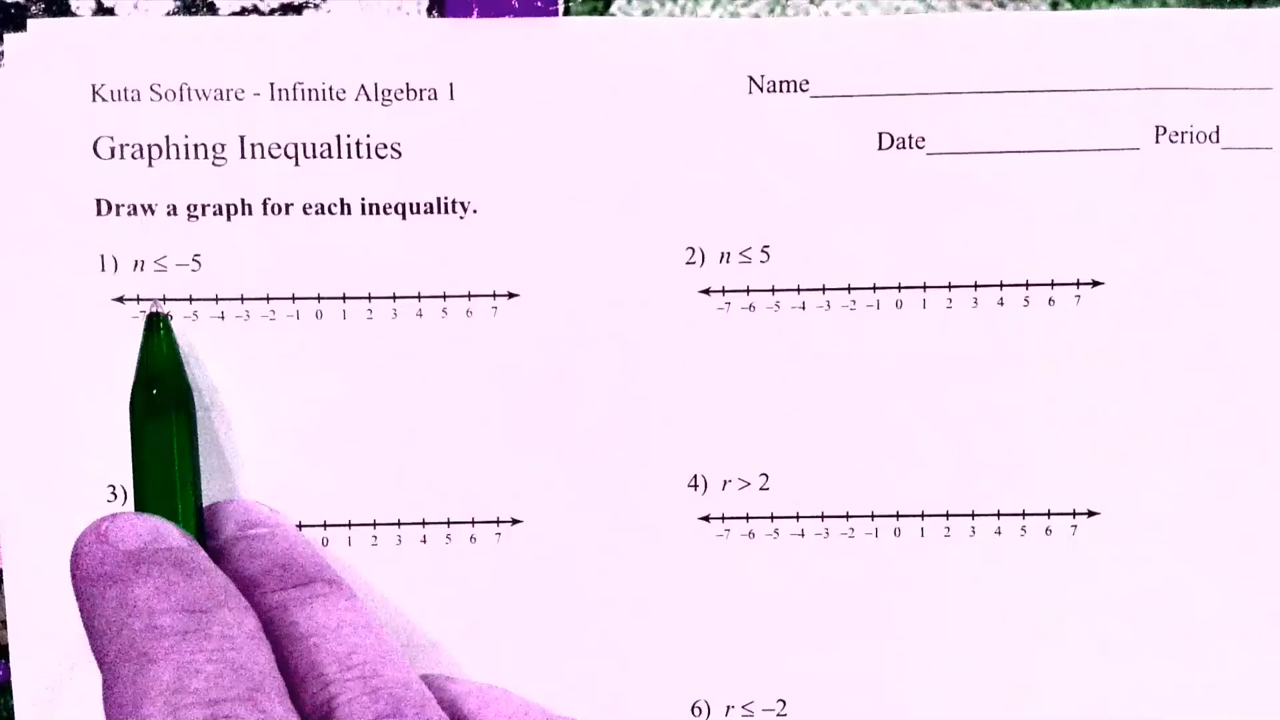 Kuta Software - Infinite Algebra 1
Name
Graphing Inequalities
Date Period
Draw a graph for each inequality.
1) n ≤ −5
−7 −5 −4 −3 −2 −1 0 1 2 3 4 5 6 7
2) n ≤ 5
−7 −6 −5 −4 −3 −2 −1 0 1 2 3 4 5 6 7
3)
0 1 2 3 4 5 6 7
4) r > 2
−7 −6 −5 −4 −3 −2 −1 0 1 2 3 4 5 6 7
6) r ≤ −2